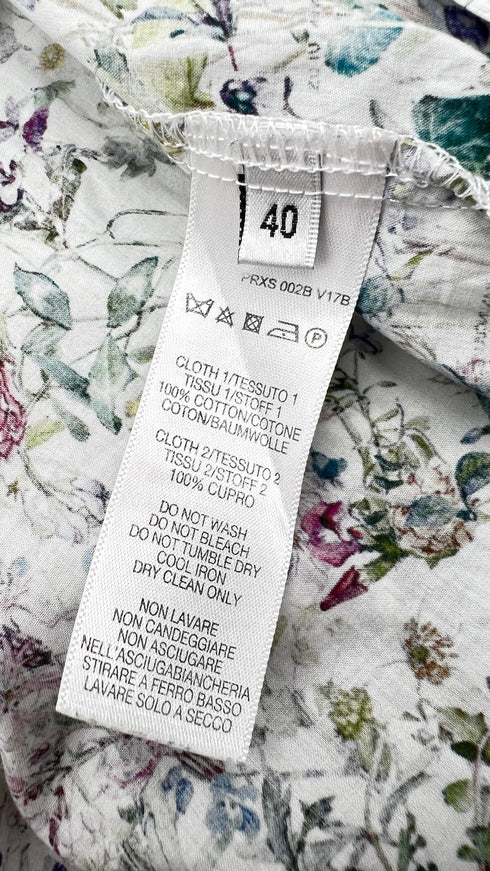 40
PRXS 002B V17B
P
CLOTH 1/TESSUTO 1
TISSU 1/STOFF 1
100% COTTON/COTONE
COTON/BAUMWOLLE
CLOTH 2/TESSUTO 2
TISSU 2/STOFF 2
100% CUPRO
DO NOT WASH
DO NOT BLEACH
DO NOT TUMBLE DRY
COOL IRON
DRY CLEAN ONLY
NON LAVARE
NON CANDEGGIARE
NON ASCIUGARE
NELL'ASCIUGABIANCHERIA
STIRARE A FERRO BASSO
LAVARE SOLO A SECCO